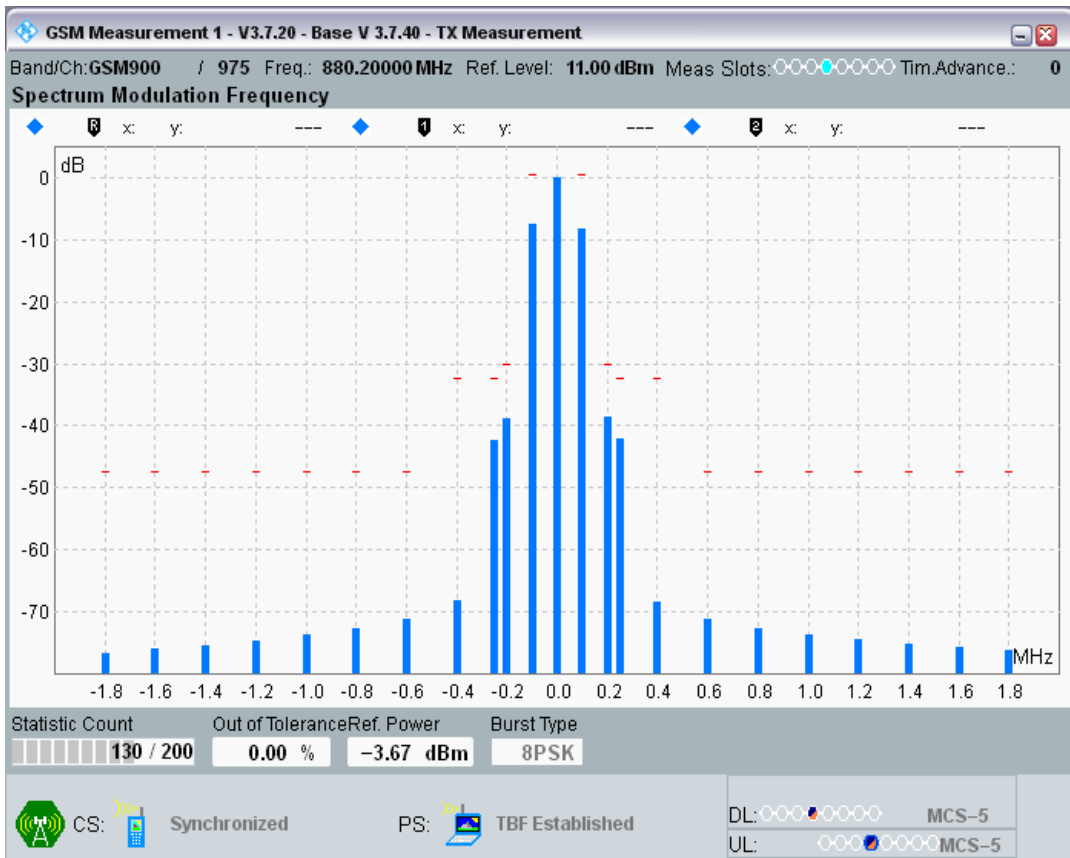 GSM Measurement 1 - V3.7.20 - Base V 3.7.40 - TX Measurement
Band/Ch:GSM900 / 975 Freq.: 880.20000 MHz Ref. Level: 11.00 dBm Meas Slots: Tim.Advance.: 0
Spectrum Modulation Frequency
R x: y: --- 1 x: y: --- 2 x: y: ---
dB
0
-10
-20
-30
-40
-50
-60
-70
MHz
-1.8 -1.6 -1.4 -1.2 -1.0 -0.8 -0.6 -0.4 -0.2 0.0 0.2 0.4 0.6 0.8 1.0 1.2 1.4 1.6 1.8
Statistic Count Out of Tolerance Ref. Power Burst Type
130 / 200 0.00 % −3.67 dBm 8PSK
CS: Synchronized PS: TBF Established
DL: MCS−5
UL: MCS−5